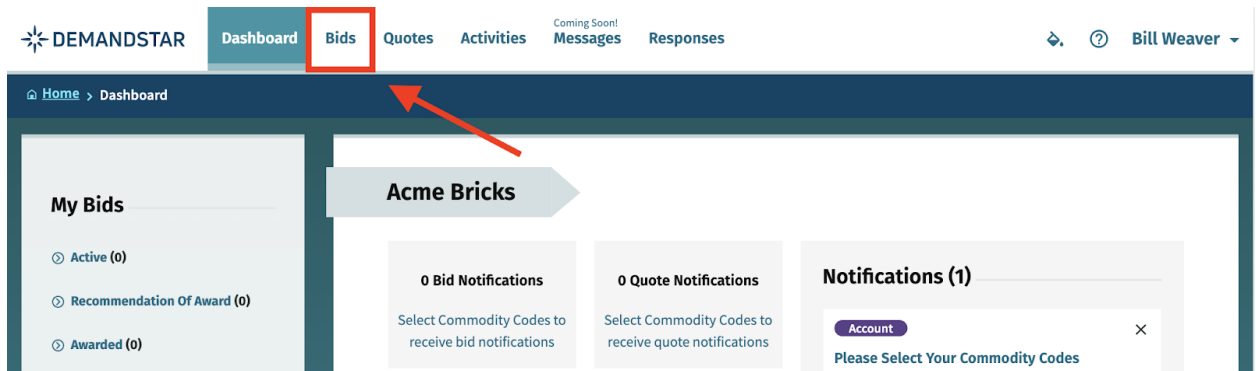 DEMANDSTAR
Dashboard
Bids
Quotes
Activities
Coming Soon!
Messages
Responses
Bill Weaver
Home > Dashboard
My Bids
Active (0)
Recommendation Of Award (0)
Awarded (0)
Acme Bricks
0 Bid Notifications
Select Commodity Codes to
receive bid notifications
0 Quote Notifications
Select Commodity Codes to
receive quote notifications
Notifications (1)
Account
Please Select Your Commodity Codes